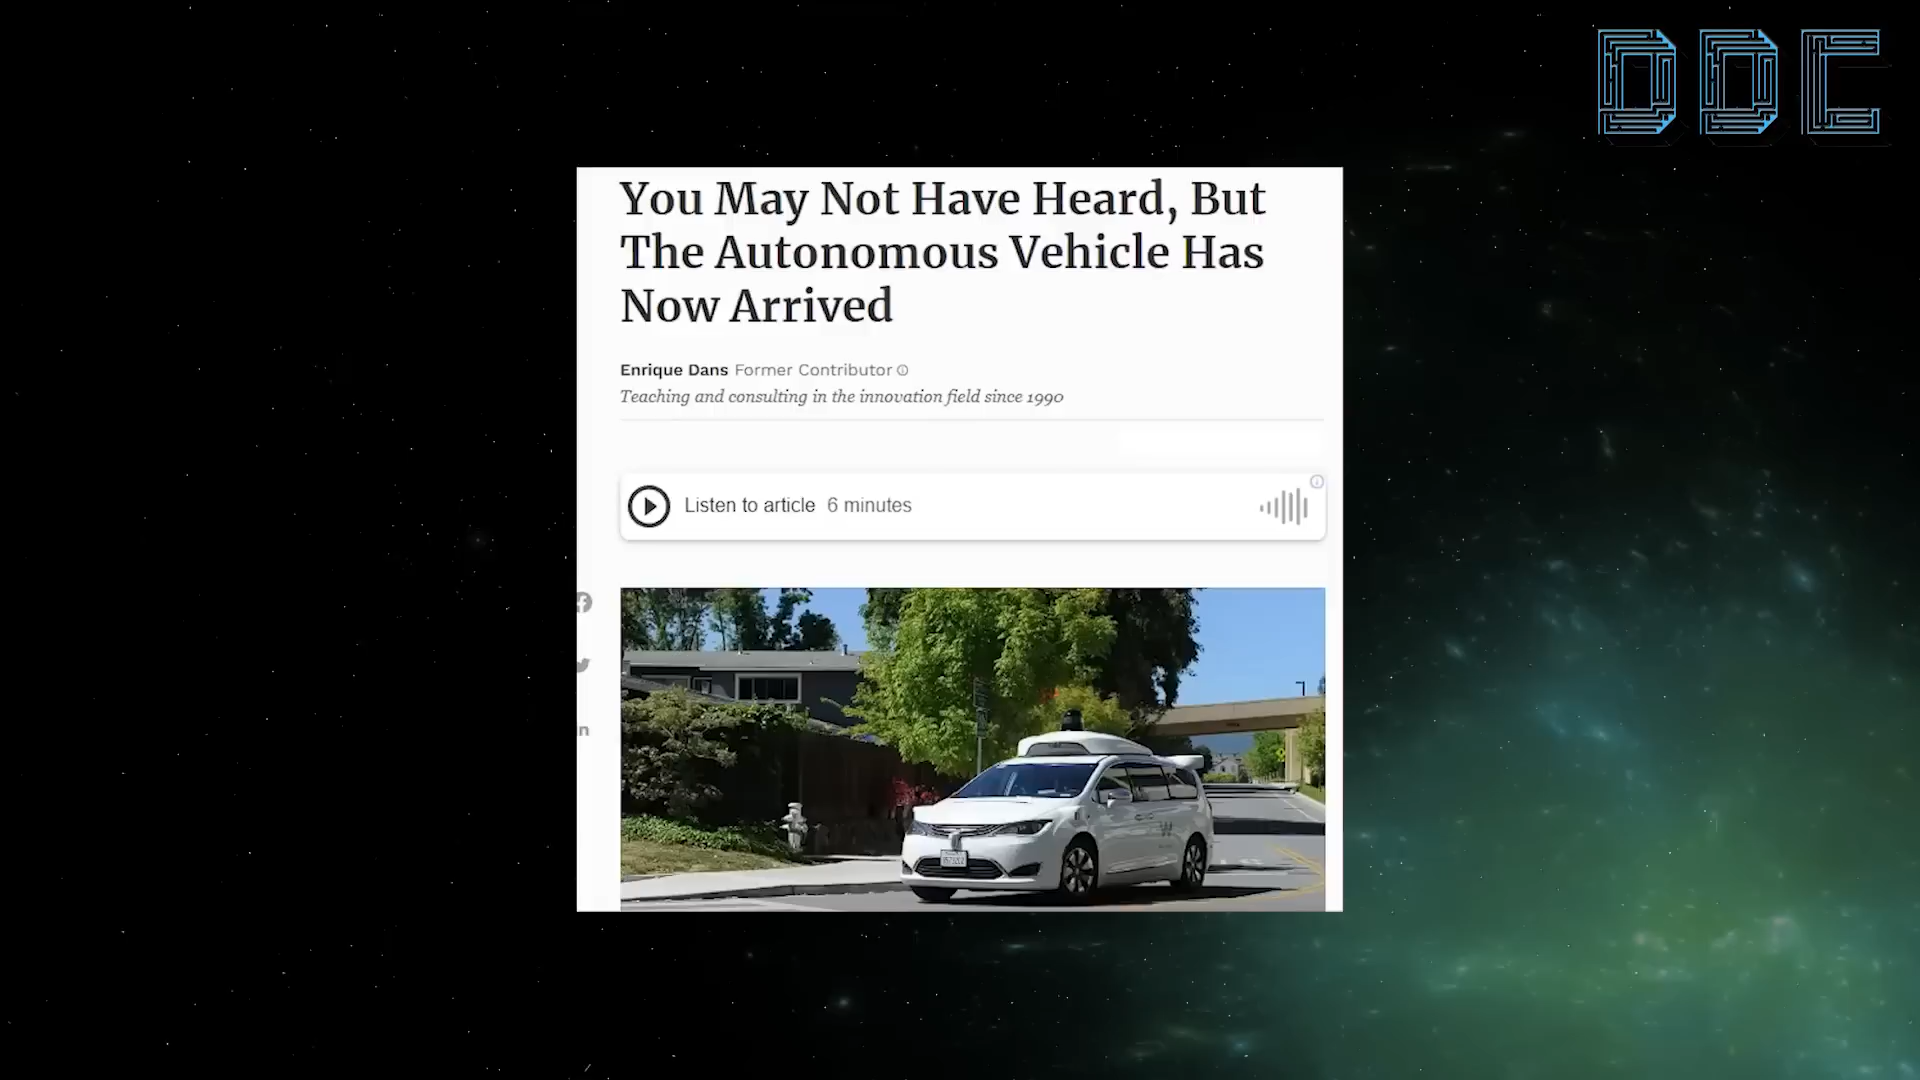 DDC
You May Not Have Heard, But
The Autonomous Vehicle Has
Now Arrived
Enrique Dans Former Contributor
Teaching and consulting in the innovation field since 1990
Listen to article 6 minutes
in
W